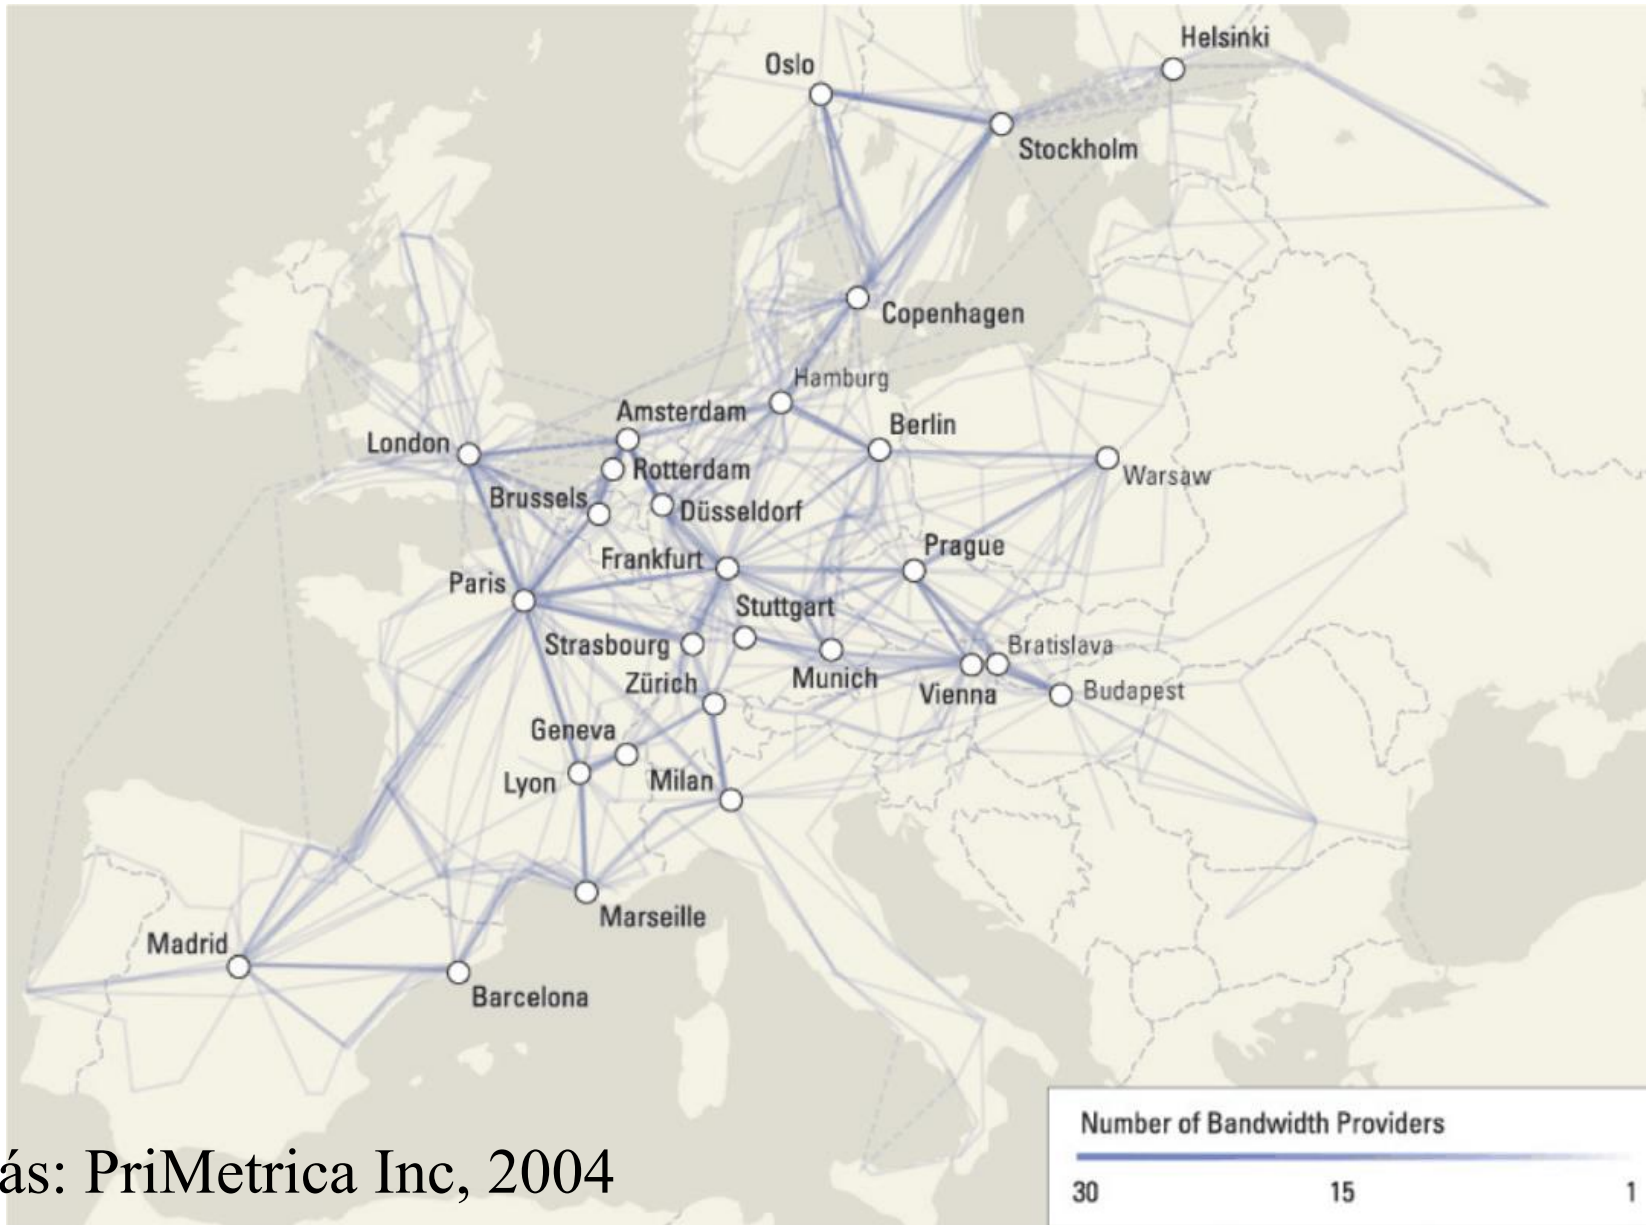 Helsinki
Oslo
Stockholm
Copenhagen
Hamburg
Amsterdam
Berlin
London
Rotterdam
Warsaw
Brussels
Düsseldorf
Prague
Frankfurt
Paris
Stuttgart
Strasbourg
Bratislava
Munich
Zürich
Vienna
Budapest
Geneva
Lyon
Milan
Marseille
Madrid
Barcelona
Number of Bandwidth Providers
30 15 1
ás: PriMetrica Inc, 2004